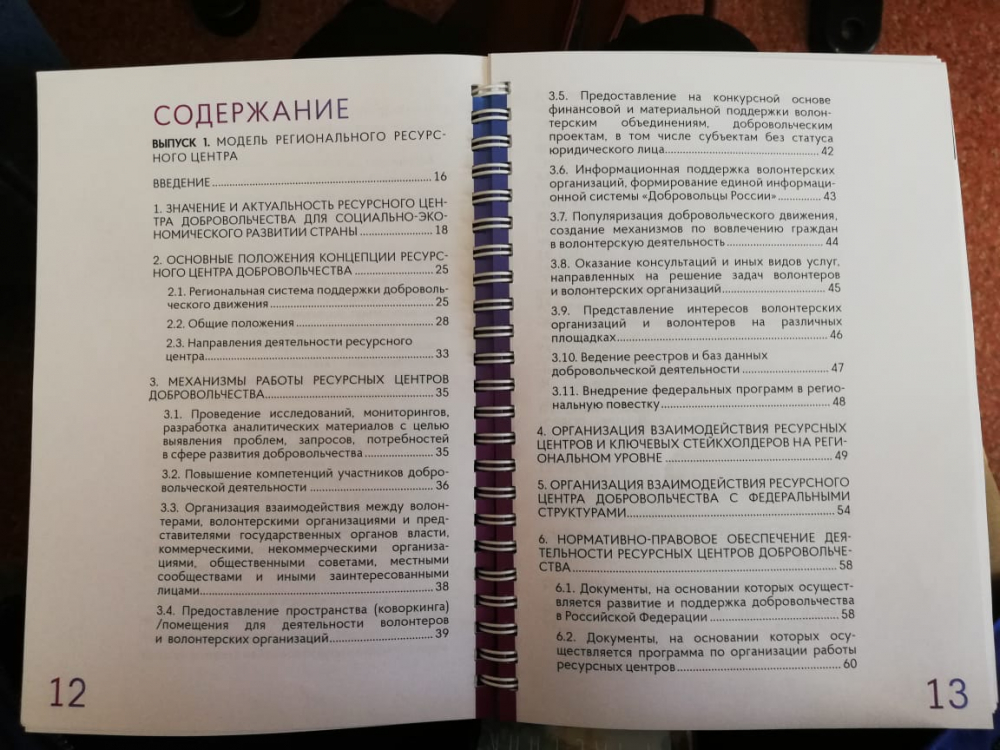 СОДЕРЖАНИЕ
ВЫПУСК 1. МОДЕЛЬ РЕГИОНАЛЬНОГО РЕСУРС-
НОГО ЦЕНТРА
ВВЕДЕНИЕ 16
1. ЗНАЧЕНИЕ И АКТУАЛЬНОСТЬ РЕСУРСНОГО ЦЕН-
ТРА ДОБРОВОЛЬЧЕСТВА ДЛЯ СОЦИАЛЬНО-ЭКО-
НОМИЧЕСКОГО РАЗВИТИИ СТРАНЫ 18
2. ОСНОВНЫЕ ПОЛОЖЕНИЯ КОНЦЕПЦИИ РЕСУРС-
НОГО ЦЕНТРА ДОБРОВОЛЬЧЕСТВА 25
2.1. Региональная система поддержки доброволь-
ческого движения 25
2.2. Общие положения 28
2.3. Направления деятельности ресурсного
центра 33
3. МЕХАНИЗМЫ РАБОТЫ РЕСУРСНЫХ ЦЕНТРОВ
ДОБРОВОЛЬЧЕСТВА 35
3.1. Проведение исследований, мониторингов,
разработка аналитических материалов с целью
выявления проблем, запросов, потребностей
в сфере развития добровольчества 35
3.2. Повышение компетенций участников добро-
вольческой деятельности 36
3.3. Организация взаимодействия между волон-
терами, волонтерскими организациями и пред-
ставителями государственных органов власти,
коммерческими, некоммерческими организа-
циями, общественными советами, местными
сообществами и иными заинтересованными
лицами 38
3.4. Предоставление пространства (коворкинга)
/помещения для деятельности волонтеров
и волонтерских организаций 39
12
3.5. Предоставление на конкурсной основе
финансовой и материальной поддержки волон-
терским объединениям, добровольческим
проектам, в том числе субъектам без статуса
юридического лица 42
3.6. Информационная поддержка волонтерских
организаций, формирование единой информаци-
онной системы «Добровольцы России» 43
3.7. Популяризация добровольческого движения,
создание механизмов по вовлечению граждан
в волонтерскую деятельность 44
3.8. Оказание консультаций и иных видов услуг,
направленных на решение задач волонтеров
и волонтерских организаций 45
3.9. Представление интересов волонтерских
организаций и волонтеров на различных
площадках 46
3.10. Ведение реестров и баз данных
добровольческой деятельности 47
3.11. Внедрение федеральных программ в регио-
нальную повестку 48
4. ОРГАНИЗАЦИЯ ВЗАИМОДЕЙСТВИЯ РЕСУРСНЫХ
ЦЕНТРОВ И КЛЮЧЕВЫХ СТЕЙКХОЛДЕРОВ НА РЕГИ-
ОНАЛЬНОМ УРОВНЕ 49
5. ОРГАНИЗАЦИЯ ВЗАИМОДЕЙСТВИЯ РЕСУРСНОГО
ЦЕНТРА ДОБРОВОЛЬЧЕСТВА С ФЕДЕРАЛЬНЫМИ
СТРУКТУРАМИ 54
6. НОРМАТИВНО-ПРАВОВОЕ ОБЕСПЕЧЕНИЕ ДЕЯ-
ТЕЛЬНОСТИ РЕСУРСНЫХ ЦЕНТРОВ ДОБРОВОЛЬЧЕ-
СТВА 58
6.1. Документы, на основании которых осущест-
вляется развитие и поддержка добровольчества
в Российской Федерации 58
6.2. Документы, на основании которых осу-
ществляется программа по организации работы
ресурсных центров 60
13